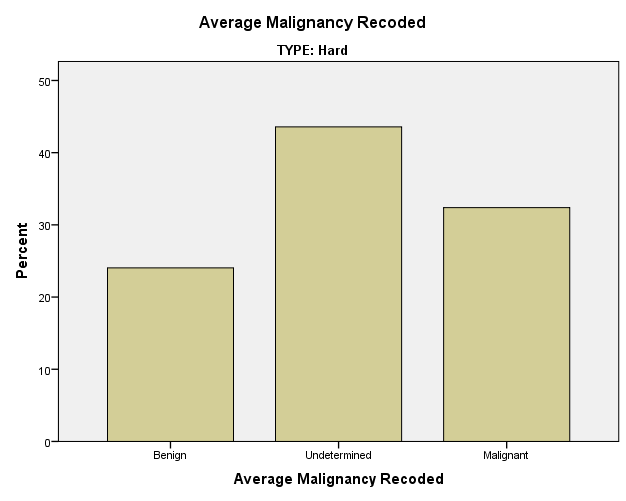 Average Malignancy Recoded
TYPE: Hard
50
40
30
20
10
0
Percent
Benign Undetermined Malignant
Average Malignancy Recoded